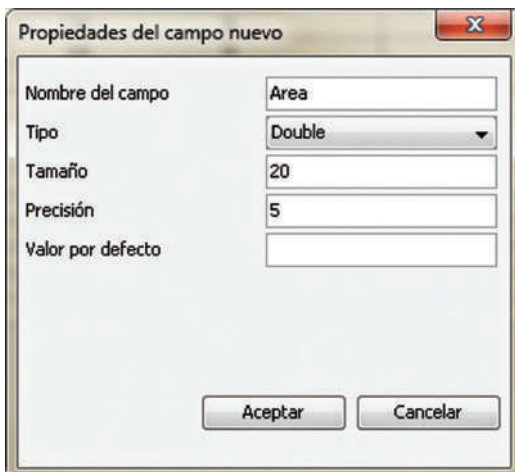 Propiedades del campo nuevo
Nombre del campo Area
Tipo Double
Tamaño 20
Precisión 5
Valor por defecto
Aceptar Cancelar